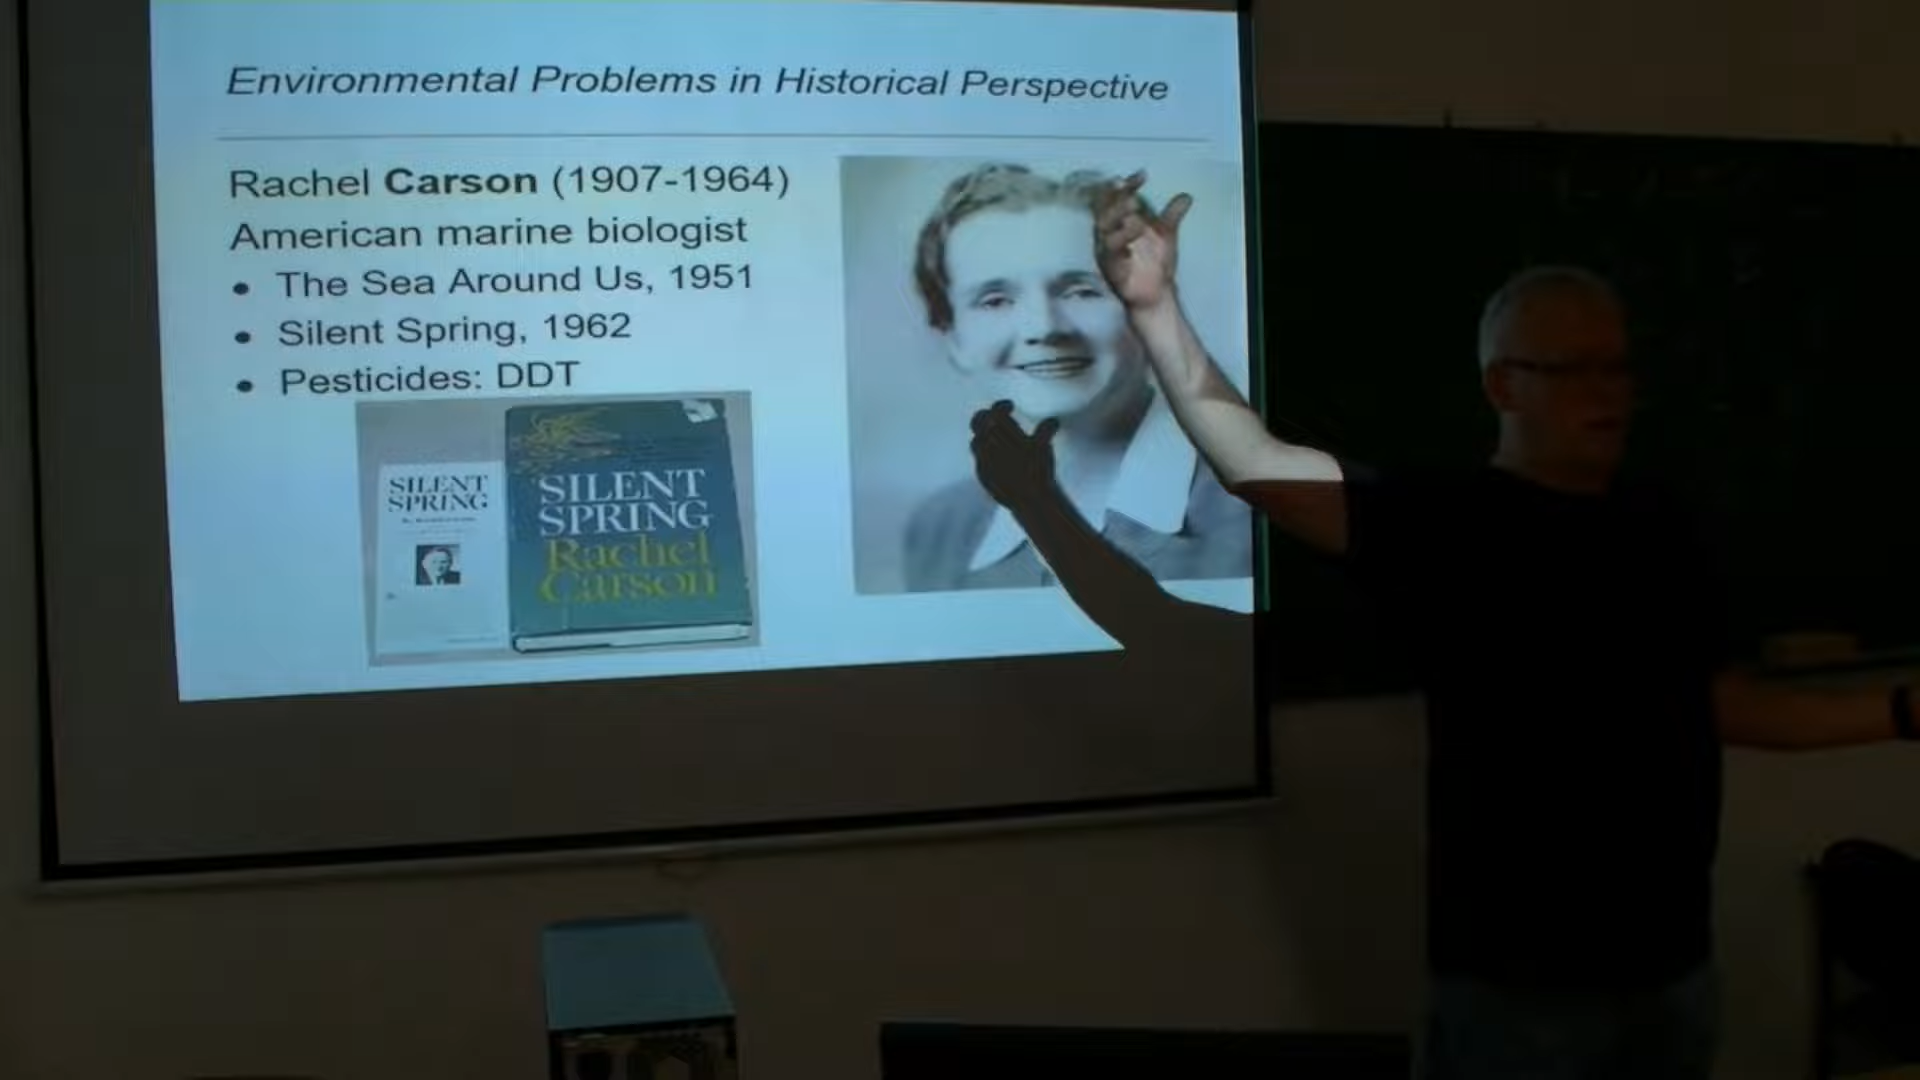 Environmental Problems in Historical Perspective
Rachel Carson (1907-1964)
American marine biologist
• The Sea Around Us, 1951
• Silent Spring, 1962
• Pesticides: DDT
SILENT
SPRING
SILENT
SPRING
Rachel
Carson